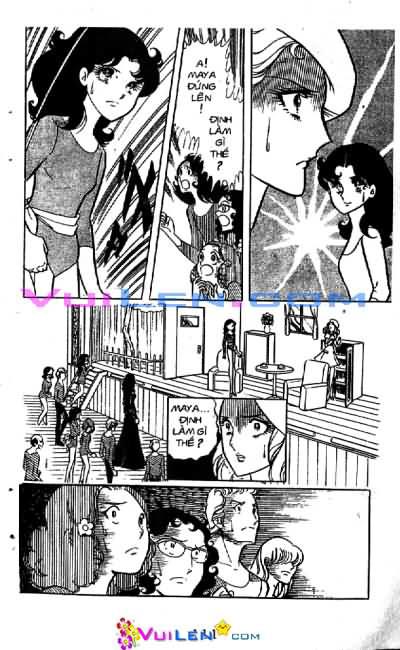 A!
MAYA
ĐỨNG
LÊN!
ĐỊNH
LÀM
GÌ
THẾ?
VUILEN.COM
MAYA...
ĐỊNH
LÀM GÌ
THẾ?
VUILEN.COM